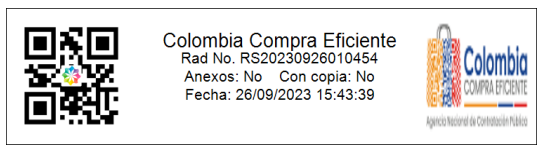 Colombia Compra Eficiente
Rad No. RS20230926010454
Anexos: No Con copia: No
Fecha: 26/09/2023 15:43:39
Colombia
COMPRA EFICIENTE
Agencia Nacional de Contratación Pública